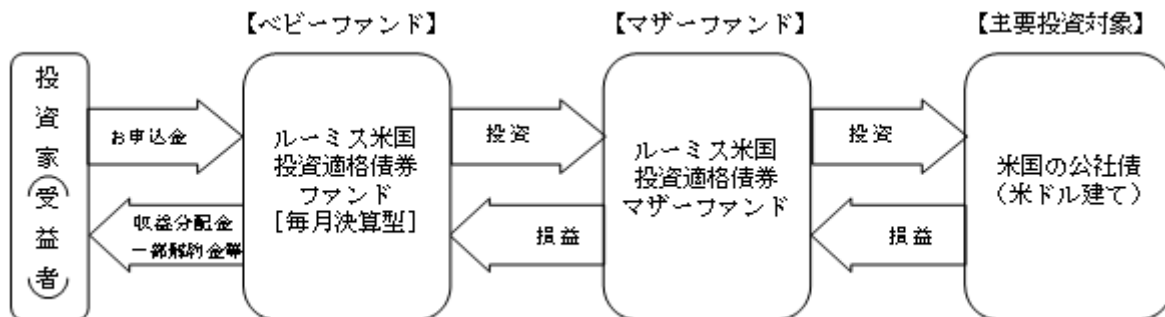 【ベビーファンド】
【マザーファンド】
【主要投資対象】
投資家(受益者)
お申込金
収益分配金
一部解約金等
ルーミス米国
投資適格債券
ファンド
[毎月決算型]
投資
損益
ルーミス米国
投資適格債券
マザーファンド
投資
損益
米国の公社債
（米ドル建て）